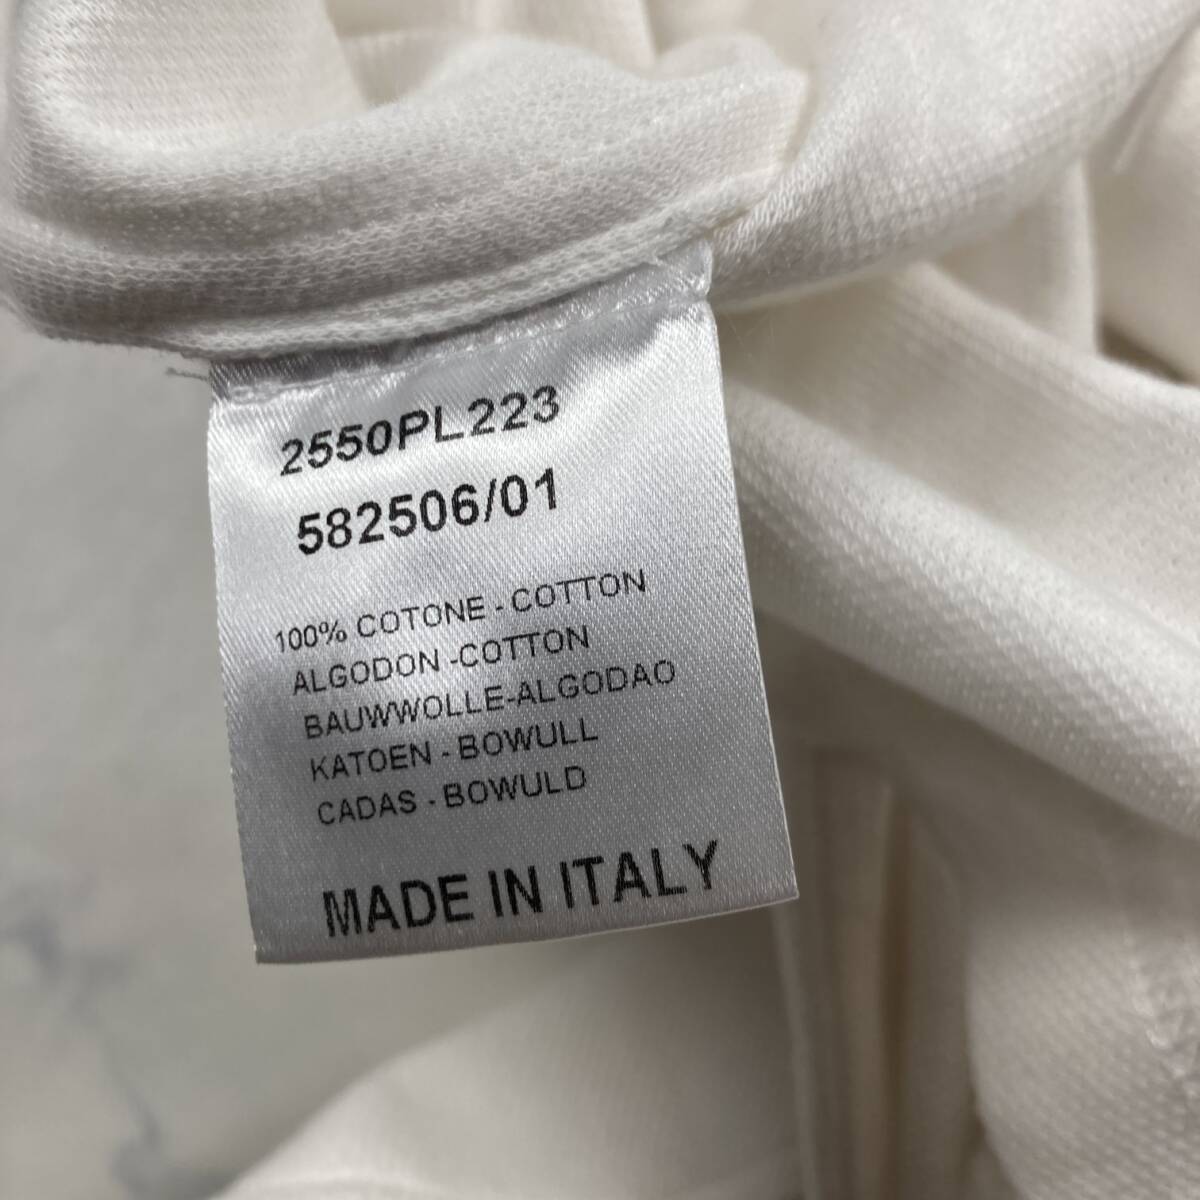 2550PL223
582506/01
100% COTONE - COTTON
ALGODON -COTTON
BAUWWOLLE-ALGODAO
KATOEN - BOWULL
CADAS - BOWULD
MADE IN ITALY